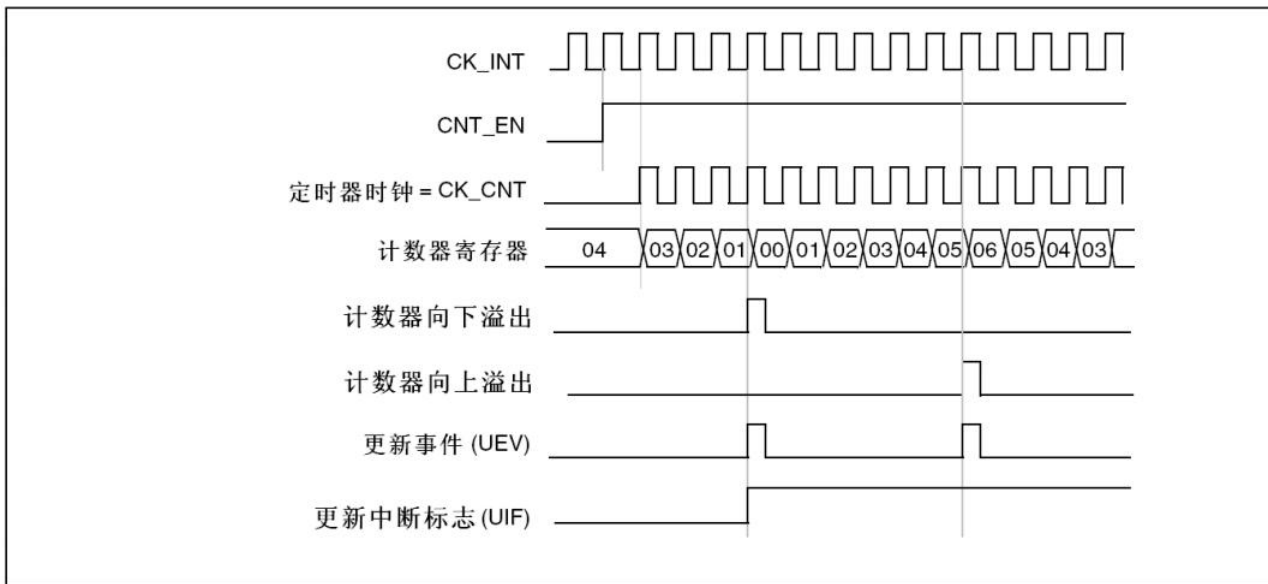 CK_INT
CNT_EN
定时器时钟 = CK_CNT
计数器寄存器 04 03 02 01 00 01 02 03 04 05 06 05 04 03
计数器向下溢出
计数器向上溢出
更新事件 (UEV)
更新中断标志 (UIF)